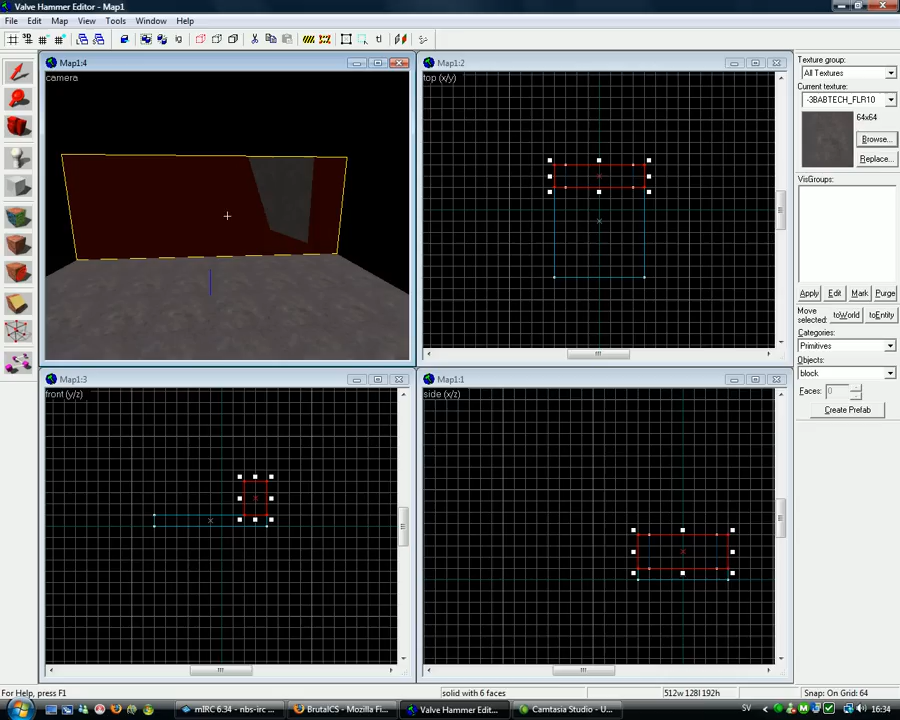 Valve Hammer Editor - Map1
File Edit Map View Tools Window Help
Map1:4
camera
Map1:2
top (x/y)
Map1:3
front (y/z)
Map1:1
side (x/z)
Texture group:
All Textures
Current texture:
-3BABTECH_FLR10
64x64
Browse...
Replace...
VisGroups:
Apply Edit Mark Purge
Move selected: toWorld toEntity
Categories:
Primitives
Objects:
block
Faces: 0
Create Prefab
For Help, press F1
solid with 6 faces
512w 128l 192h
Snap: On Grid: 64
mIRC 6.34 - nbs-irc ...
BrutalCS - Mozilla Fi...
Valve Hammer Edit...
Camtasia Studio - U...
SV
16:34